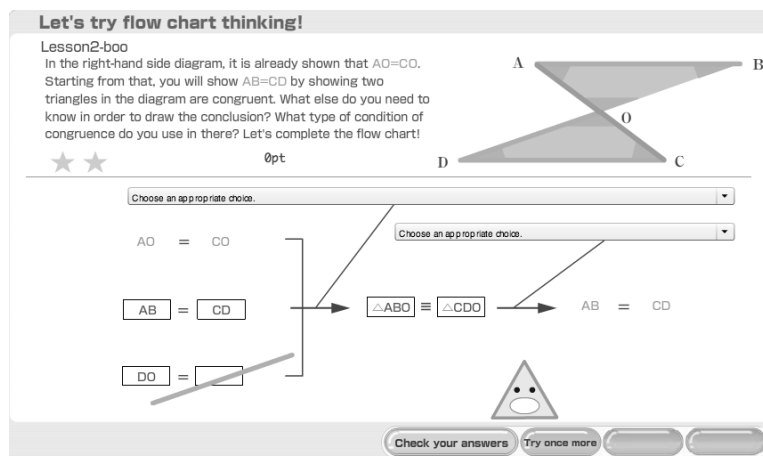 Let's try flow chart thinking!
Lesson2-boo
In the right-hand side diagram, it is already shown that AO=CO.
Starting from that, you will show AB=CD by showing two
triangles in the diagram are congruent. What else do you need to
know in order to draw the conclusion? What type of condition of
congruence do you use in there? Let's complete the flow chart!
0pt
A
B
O
D
C
Choose an appropriate choice.
Choose an appropriate choice.
AO = CO
AB = CD
△ABO ≡ △CDO
AB = CD
DO =
Check your answers
Try once more